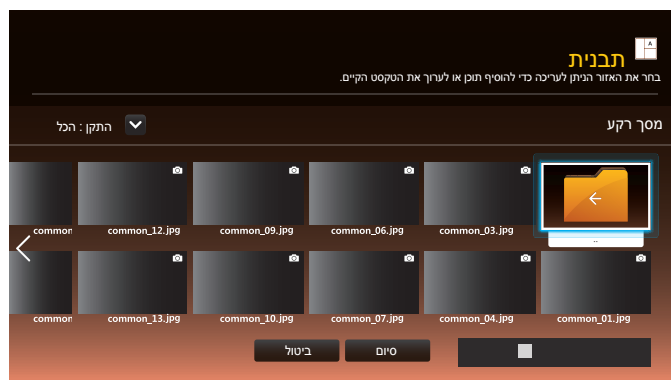 A
תבנית
בחר את האזור הניתן לעריכה כדי להוסיף תוכן או לערוך את הטקסט הקיים.
מסך רקע
התקן : הכל
common_03.jpg
common_06.jpg
common_09.jpg
common_12.jpg
common
..
common_01.jpg
common_04.jpg
common_07.jpg
common_10.jpg
common_13.jpg
common
סיום
ביטול